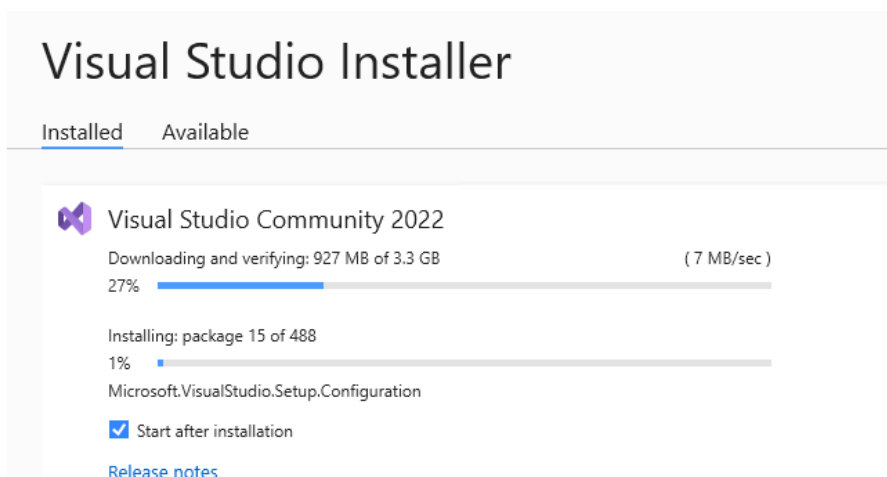 Visual Studio Installer
Installed Available
Visual Studio Community 2022
Downloading and verifying: 927 MB of 3.3 GB ( 7 MB/sec )
27%
Installing: package 15 of 488
1%
Microsoft.VisualStudio.Setup.Configuration
Start after installation
Release notes